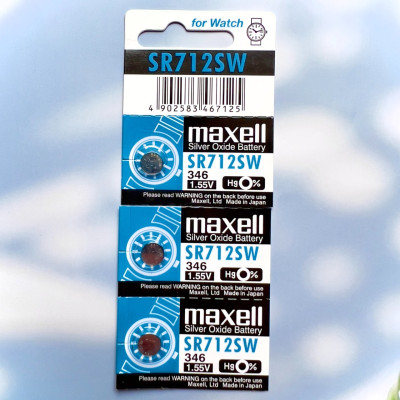 for Watch
SR712SW
4 902583 467125
maxell
Silver Oxide Battery
SR712SW
346
1.55V
Hg 0%
Please read WARNING on the back before use
Maxell, Ltd Made in Japan
maxell
Silver Oxide Battery
SR712SW
346
1.55V
Hg 0%
Please read WARNING on the back before use
Maxell, Ltd Made in Japan
maxell
Silver Oxide Battery
SR712SW
346
1.55V
Hg 0%
Please read WARNING on the back before use
Maxell, Ltd Made in Japan